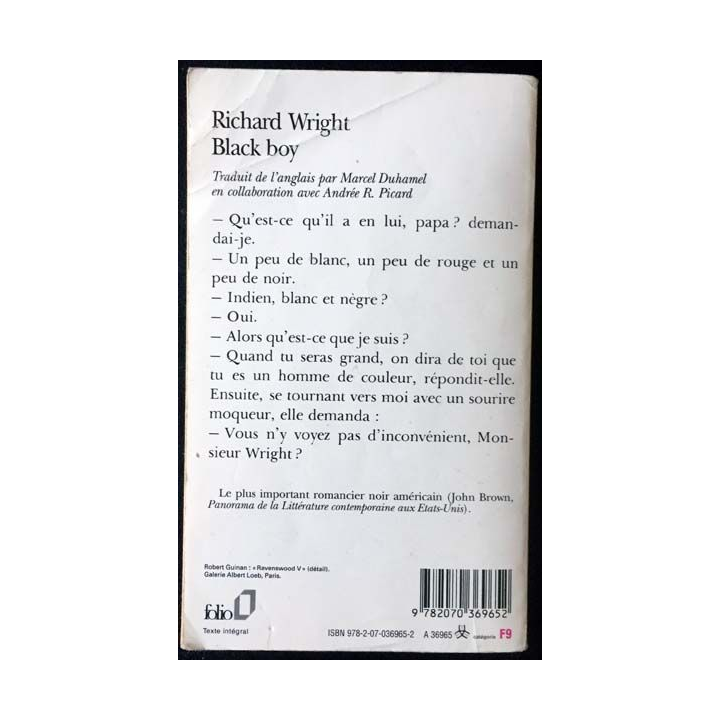 Richard Wright
Black boy
Traduit de l'anglais par Marcel Duhamel
en collaboration avec Andrée R. Picard
– Qu'est-ce qu'il a en lui, papa ? deman-
dai-je.
– Un peu de blanc, un peu de rouge et un
peu de noir.
– Indien, blanc et nègre ?
– Oui.
– Alors qu'est-ce que je suis ?
– Quand tu seras grand, on dira de toi que
tu es un homme de couleur, répondit-elle.
Ensuite, se tournant vers moi avec un sourire
moqueur, elle demanda :
– Vous n'y voyez pas d'inconvénient, Mon-
sieur Wright ?
Le plus important romancier noir américain (John Brown,
Panorama de la Littérature contemporaine aux Etats-Unis).
Robert Guinan : « Ravenswood V » (détail).
Galerie Albert Loeb, Paris.
9 782070 369652
folio
Texte intégral
ISBN 978-2-07-036965-2 A 36965 catégorie F9